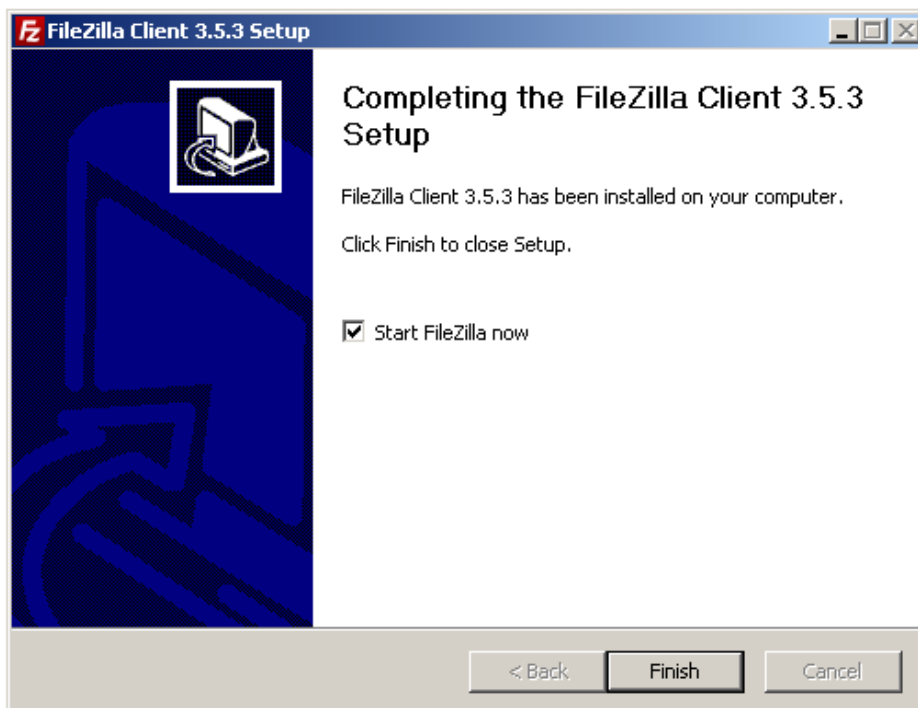 FileZilla Client 3.5.3 Setup
Completing the FileZilla Client 3.5.3
Setup
FileZilla Client 3.5.3 has been installed on your computer.
Click Finish to close Setup.
Start FileZilla now
< Back Finish Cancel